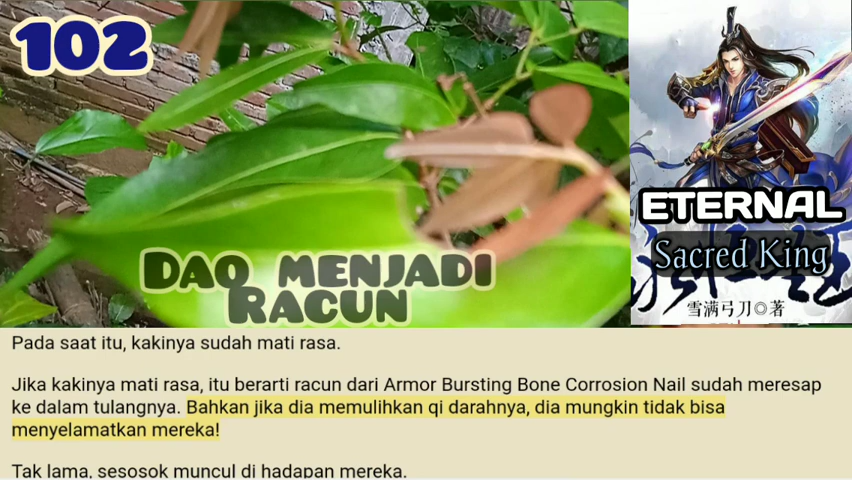 102
DAO MENJADI
RACUN
ETERNAL
Sacred King
雪满弓刀◎著
Pada saat itu, kakinya sudah mati rasa.
Jika kakinya mati rasa, itu berarti racun dari Armor Bursting Bone Corrosion Nail sudah meresap
ke dalam tulangnya. Bahkan jika dia memulihkan qi darahnya, dia mungkin tidak bisa
menyelamatkan mereka!
Tak lama, sesosok muncul di hadapan mereka.